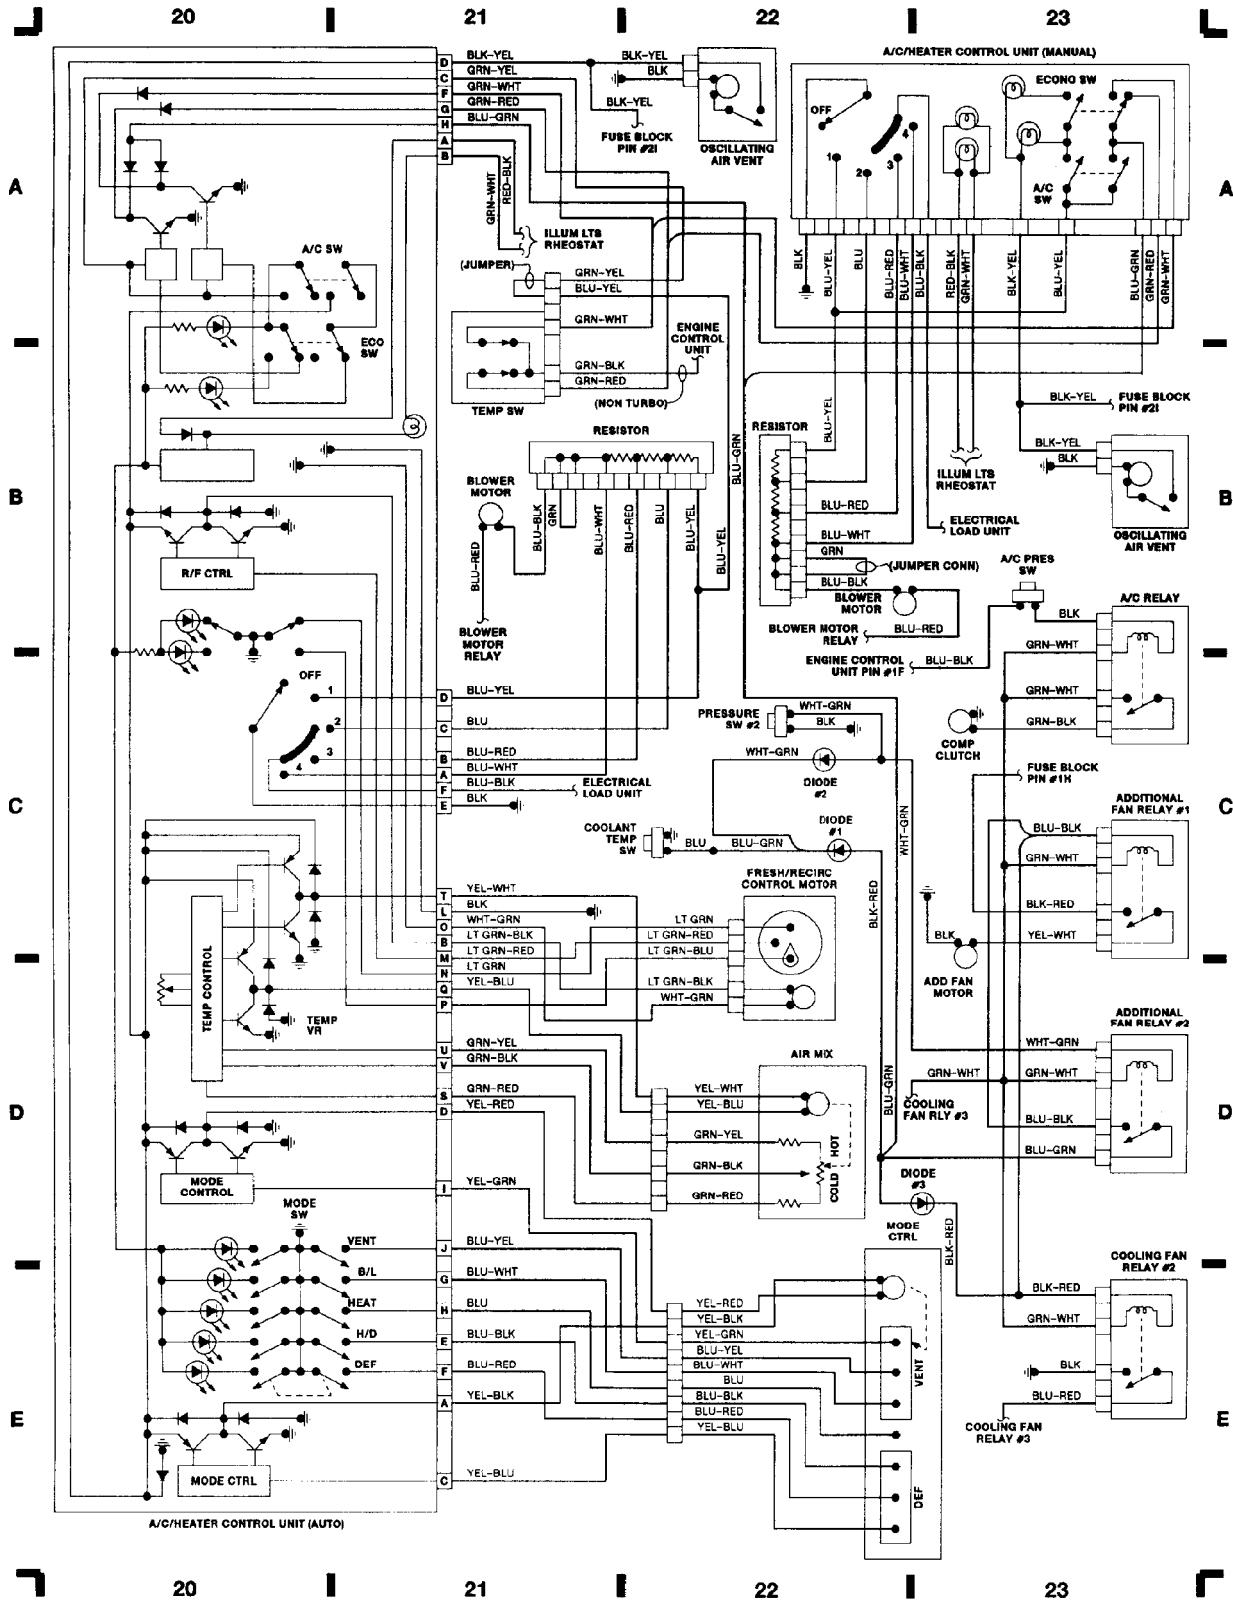 20 21 22 23
A
B
C
D
E
A
B
C
D
E
D BLK-YEL
C GRN-YEL
F GRN-WHT
G GRN-RED
H BLU-GRN
A
B
GRN-WHT
RED-BLK
BLK-YEL
BLK
BLK-YEL
FUSE BLOCK
PIN #21
OSCILLATING
AIR VENT
ILLUM LTS
RHEOSTAT
(JUMPER)
GRN-YEL
BLU-YEL
GRN-WHT
GRN-BLK
GRN-RED
ENGINE
CONTROL
UNIT
(NON TURBO)
TEMP SW
A/C SW
ECO
SW
A/C/HEATER CONTROL UNIT (MANUAL)
OFF
1
2
3
4
ECONO SW
A/C
SW
BLK
BLU-YEL
BLU
BLU-RED
BLU-WHT
BLU-BLK
RED-BLK
GRN-WHT
BLK-YEL
BLU-YEL
BLU-GRN
GRN-RED
GRN-WHT
BLK-YEL
FUSE BLOCK
PIN #21
BLK-YEL
BLK
OSCILLATING
AIR VENT
ILLUM LTS
RHEOSTAT
ELECTRICAL
LOAD UNIT
RESISTOR
BLOWER
MOTOR
BLU-RED
BLU-BLK
GRN
BLU-WHT
BLU-RED
BLU
BLU-YEL
BLU-YEL
BLU-GRN
BLOWER
MOTOR
RELAY
RESISTOR
BLU-YEL
BLU-RED
BLU-WHT
GRN
(JUMPER CONN)
BLU-BLK
BLOWER
MOTOR
BLOWER MOTOR
RELAY
BLU-RED
A/C PRES
SW
ENGINE CONTROL
UNIT PIN #1F
BLU-BLK
A/C RELAY
BLK
GRN-WHT
GRN-WHT
GRN-BLK
COMP
CLUTCH
R/F CTRL
OFF
1
2
3
4
D BLU-YEL
C BLU
B BLU-RED
A BLU-WHT
F BLU-BLK
E BLK
ELECTRICAL
LOAD UNIT
PRESSURE
SW #2
WHT-GRN
BLK
WHT-GRN
DIODE
#2
COOLANT
TEMP
SW
BLU
BLU-GRN
DIODE
#1
WHT-GRN
BLK-RED
FUSE BLOCK
PIN #1H
ADDITIONAL
FAN RELAY #1
BLU-BLK
GRN-WHT
BLK-RED
YEL-WHT
BLK
ADD FAN
MOTOR
TEMP CONTROL
TEMP
VR
T YEL-WHT
L BLK
O WHT-GRN
B LT GRN-BLK
M LT GRN-RED
N LT GRN
Q YEL-BLU
P
U GRN-YEL
V GRN-BLK
S GRN-RED
D YEL-RED
FRESH/RECIRC
CONTROL MOTOR
LT GRN
LT GRN-RED
LT GRN-BLU
LT GRN-BLK
WHT-GRN
AIR MIX
YEL-WHT
YEL-BLU
GRN-YEL
GRN-BLK
GRN-RED
HOT
COLD
BLU-GRN
ADDITIONAL
FAN RELAY #2
WHT-GRN
GRN-WHT
GRN-WHT
COOLING
FAN RLY #3
BLU-BLK
BLU-GRN
DIODE
#3
BLK-RED
MODE
CONTROL
MODE
SW
I YEL-GRN
VENT J BLU-YEL
B/L G BLU-WHT
HEAT H BLU
H/D E BLU-BLK
DEF F BLU-RED
A YEL-BLK
C YEL-BLU
MODE CTRL
MODE
CTRL
YEL-RED
YEL-BLK
YEL-GRN
BLU-YEL
BLU-WHT
BLU
BLU-BLK
BLU-RED
YEL-BLU
VENT
DEF
COOLING FAN
RELAY #2
BLK-RED
GRN-WHT
BLK
BLU-RED
COOLING FAN
RELAY #3
A/C/HEATER CONTROL UNIT (AUTO)
20 21 22 23